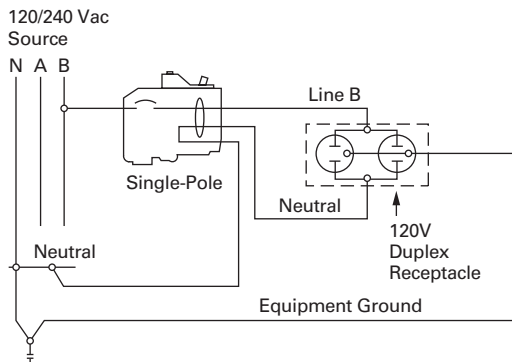 120/240 Vac
Source
N A B
Line B
Single-Pole
Neutral
120V
Duplex
Receptacle
Neutral
Equipment Ground